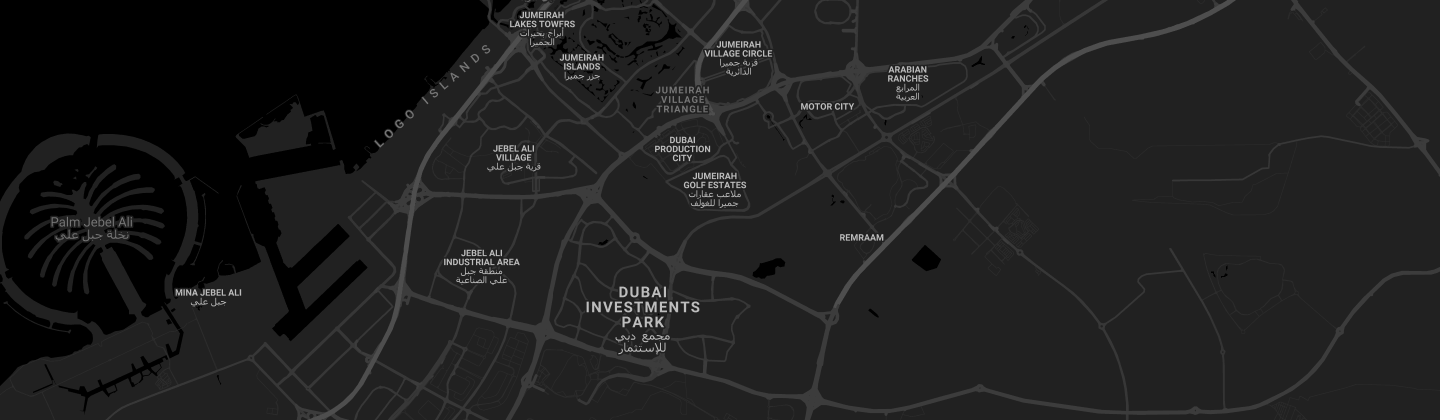 JUMEIRAH
LAKES TOWERS
أبراج بحيرات
الجميرا
JUMEIRAH
ISLANDS
جزر جميرا
JUMEIRAH
VILLAGE CIRCLE
قرية جميرا
الدائرية
ARABIAN
RANCHES
المرابع
العربية
LOGO ISLANDS
JUMEIRAH
VILLAGE
TRIANGLE
MOTOR CITY
DUBAI
PRODUCTION
CITY
JEBEL ALI
VILLAGE
قرية جبل علي
JUMEIRAH
GOLF ESTATES
ملاعب عقارات
جميرا للغولف
Palm Jebel Ali
نخلة جبل علي
REMRAAM
JEBEL ALI
INDUSTRIAL AREA
منطقة جبل
علي الصناعية
MINA JEBEL ALI
جبل علي
DUBAI
INVESTMENTS
PARK
مجمع دبي
للإستثمار